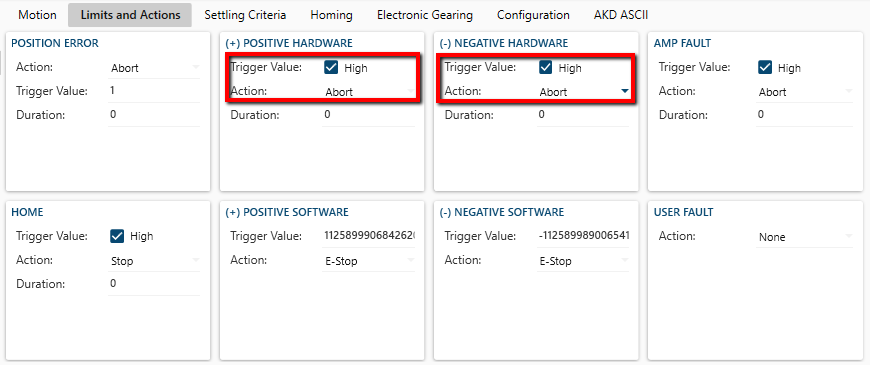 Motion Limits and Actions Settling Criteria Homing Electronic Gearing Configuration AKD ASCII
POSITION ERROR
Action: Abort
Trigger Value: 1
Duration: 0
(+) POSITIVE HARDWARE
Trigger Value: High
Action: Abort
Duration: 0
(-) NEGATIVE HARDWARE
Trigger Value: High
Action: Abort
Duration: 0
AMP FAULT
Trigger Value: High
Action: Abort
Duration: 0
HOME
Trigger Value: High
Action: Stop
Duration: 0
(+) POSITIVE SOFTWARE
Trigger Value: 112589990684262
Action: E-Stop
(-) NEGATIVE SOFTWARE
Trigger Value: -112589989006541
Action: E-Stop
USER FAULT
Action: None